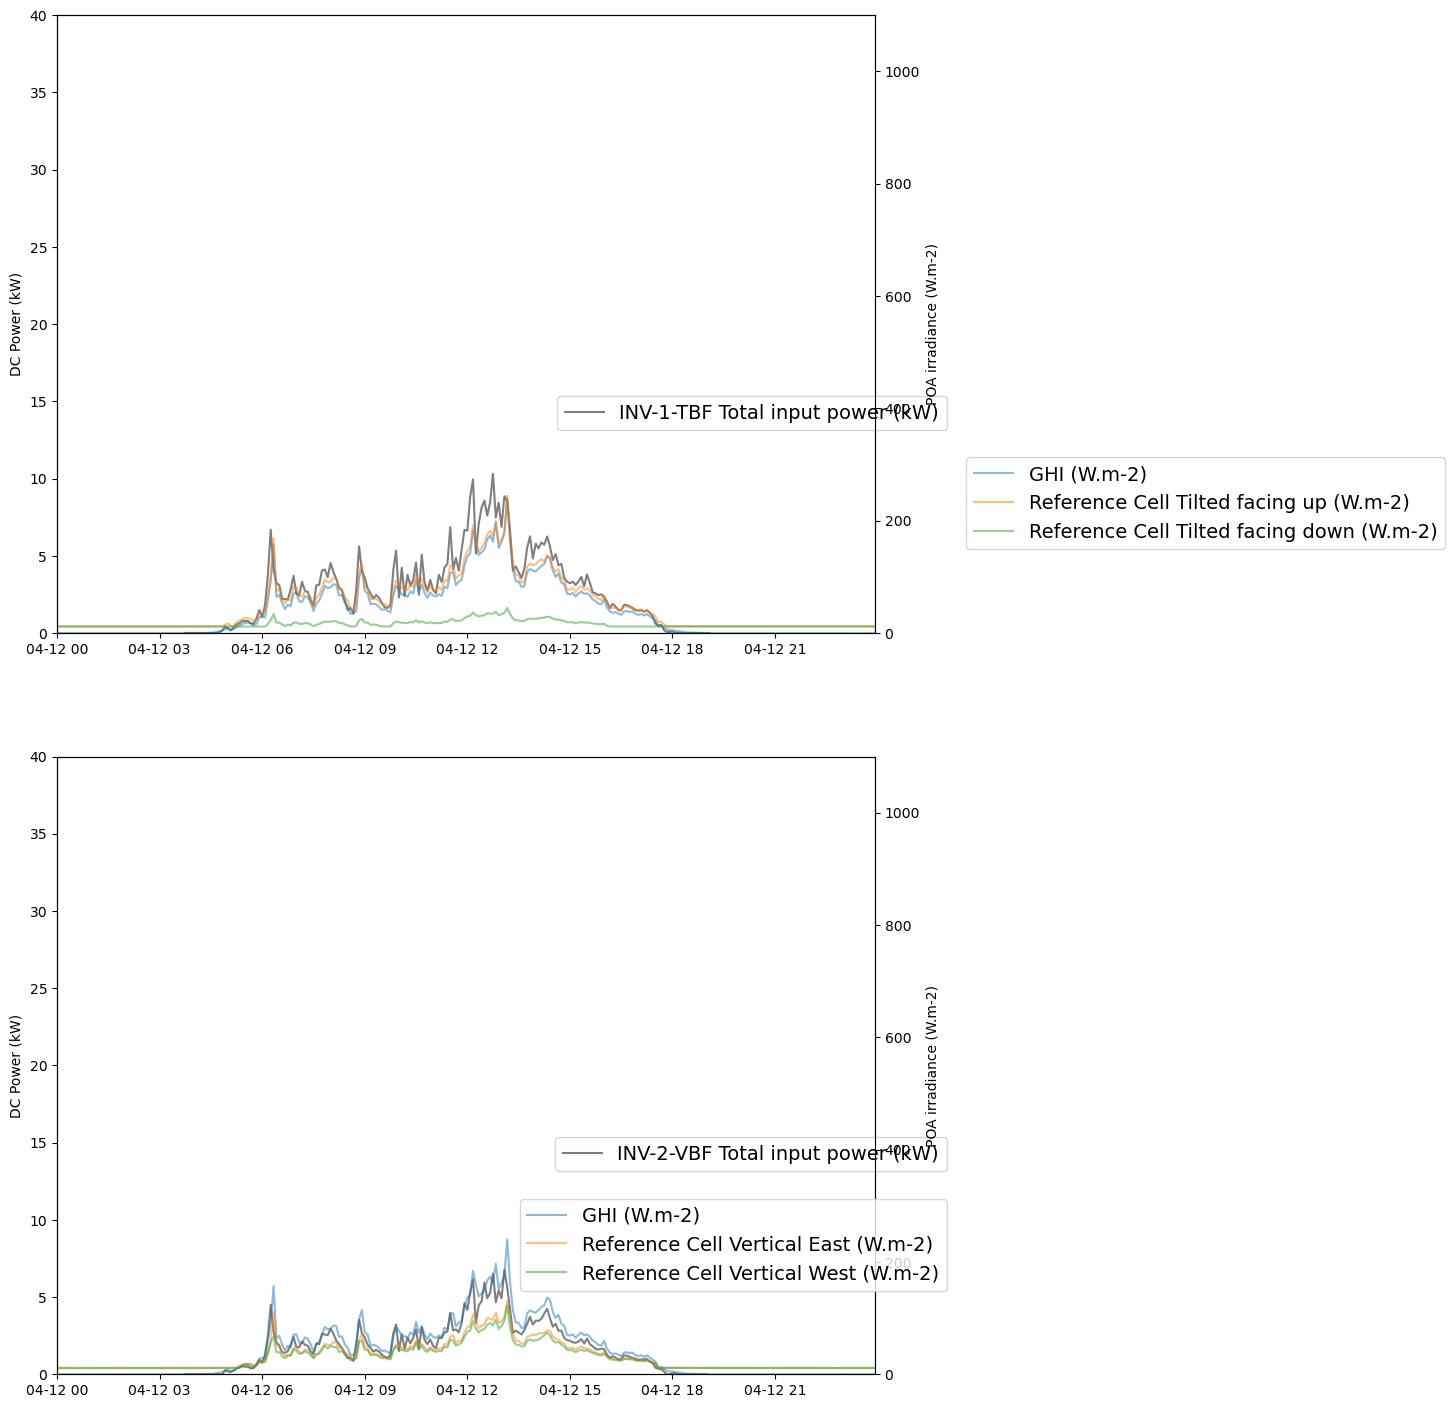 40
35
30
25
20
15
10
5
0
DC Power (kW)
1000
800
600
400
200
0
POA irradiance (W.m-2)
INV-1-TBF Total input power (kW)
GHI (W.m-2)
Reference Cell Tilted facing up (W.m-2)
Reference Cell Tilted facing down (W.m-2)
04-12 00 04-12 03 04-12 06 04-12 09 04-12 12 04-12 15 04-12 18 04-12 21
40
35
30
25
20
15
10
5
0
DC Power (kW)
1000
800
600
400
200
0
POA irradiance (W.m-2)
INV-2-VBF Total input power (kW)
GHI (W.m-2)
Reference Cell Vertical East (W.m-2)
Reference Cell Vertical West (W.m-2)
04-12 00 04-12 03 04-12 06 04-12 09 04-12 12 04-12 15 04-12 18 04-12 21